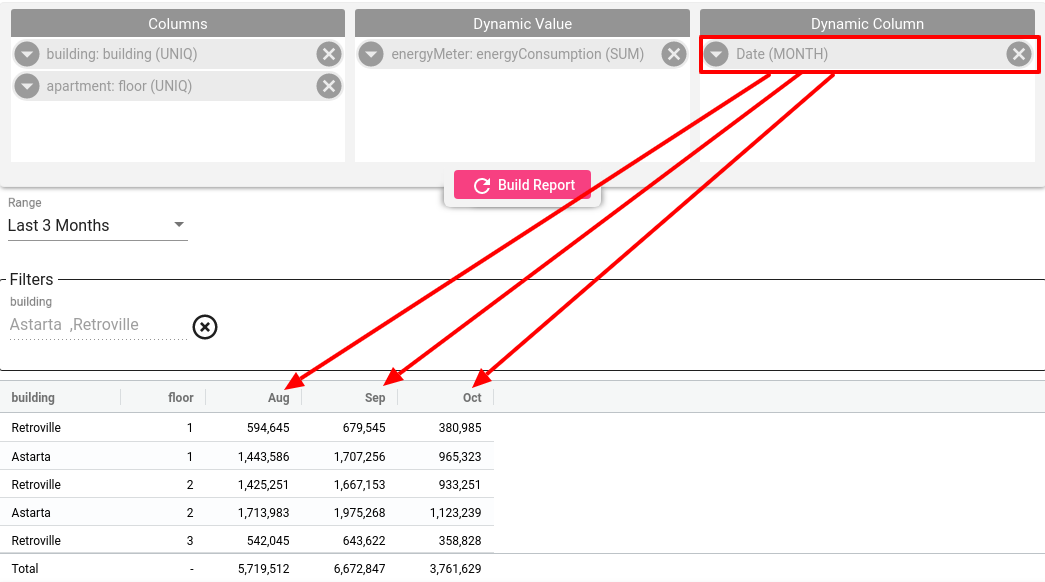 Columns Dynamic Value Dynamic Column
building: building (UNIQ) energyMeter: energyConsumption (SUM) Date (MONTH)
apartment: floor (UNIQ)
Build Report
Range
Last 3 Months
Filters
building
Astarta ,Retroville
building floor Aug Sep Oct
Retroville 1 594,645 679,545 380,985
Astarta 1 1,443,586 1,707,256 965,323
Retroville 2 1,425,251 1,667,153 933,251
Astarta 2 1,713,983 1,975,268 1,123,239
Retroville 3 542,045 643,622 358,828
Total - 5,719,512 6,672,847 3,761,629